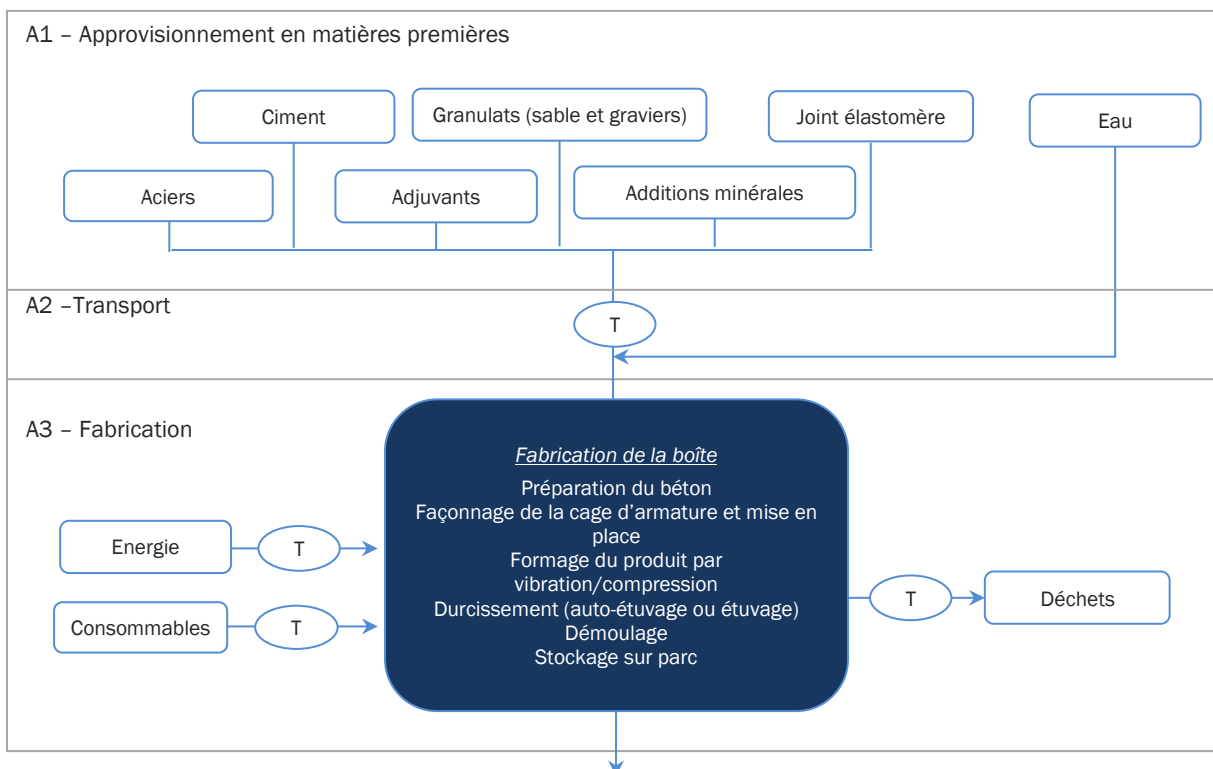 A1 – Approvisionnement en matières premières
Ciment
Granulats (sable et graviers)
Joint élastomère
Eau
Aciers
Adjuvants
Additions minérales
A2 –Transport
T
A3 – Fabrication
Fabrication de la boîte
Préparation du béton
Façonnage de la cage d'armature et mise en
place
Formage du produit par
vibration/compression
Durcissement (auto-étuvage ou étuvage)
Démoulage
Stockage sur parc
Energie
T
Consommables
T
T
Déchets